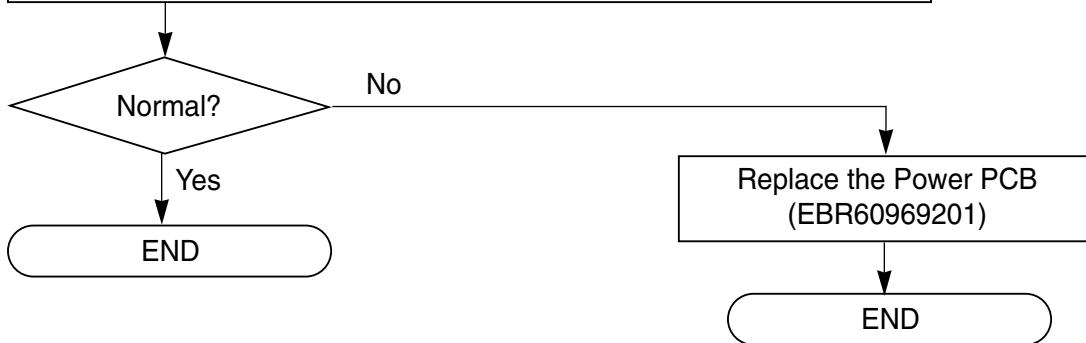 Normal?
No
Yes
END
Replace the Power PCB
(EBR60969201)
END